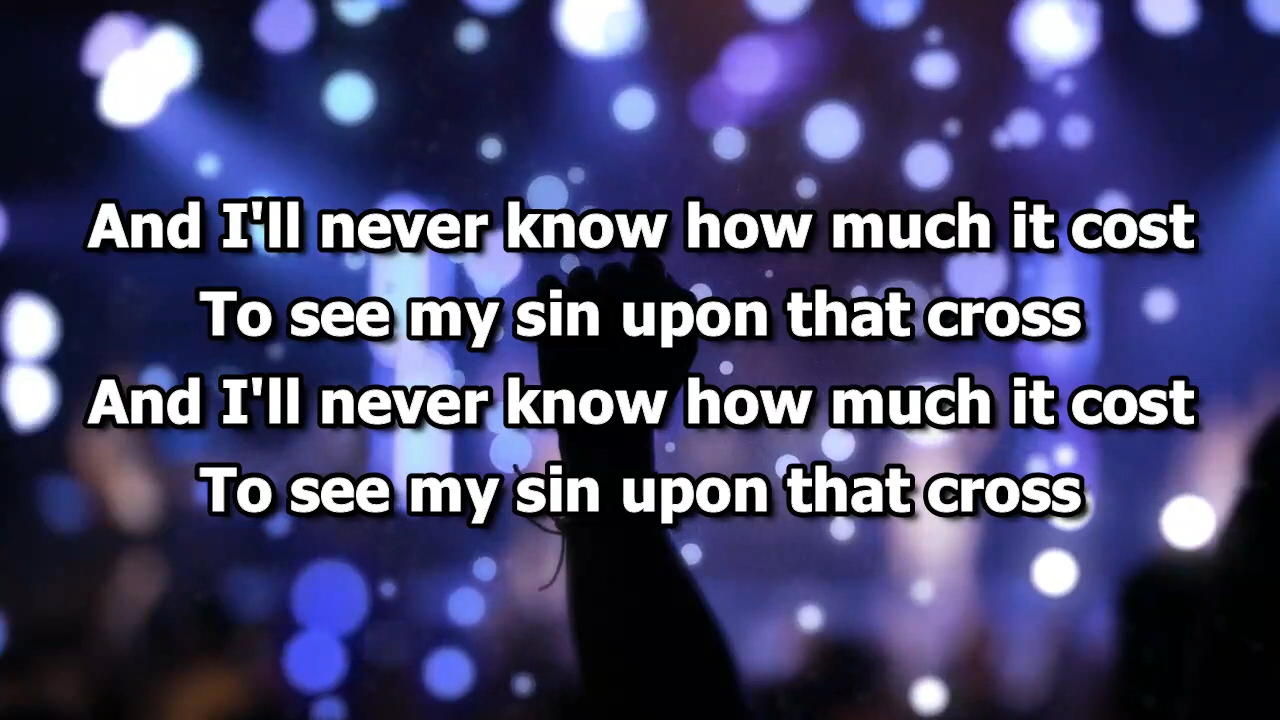 And I'll never know how much it cost
To see my sin upon that cross
And I'll never know how much it cost
To see my sin upon that cross